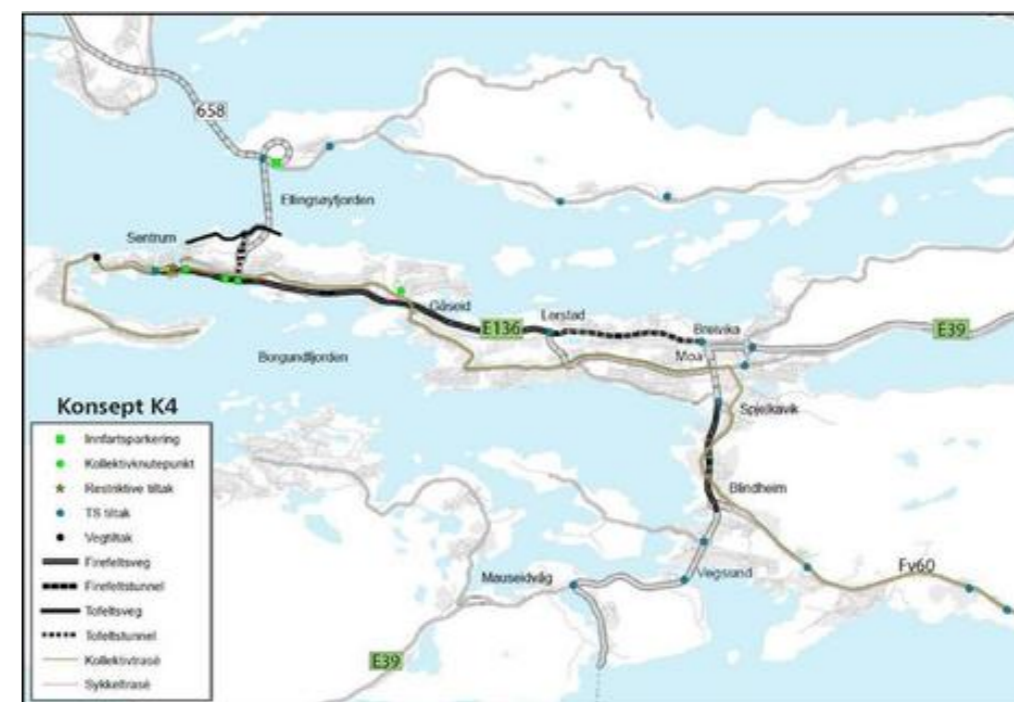 658
Ellingsøyfjorden
Sentrum
Gåseid
Lerstad
E136
Breivika
E39
Moa
Borgundfjorden
Spjelkavik
Blindheim
Mauseidvåg
Vegsund
Fv60
E39
Konsept K4
Innfartsparkering
Kollektivknutepunkt
Restriktive tiltak
TS tiltak
Vegtiltak
Firefeltsveg
Firefeltstunnel
Tofeltsveg
Tofeltstunnel
Kollektivtrasé
Sykkeltrasé